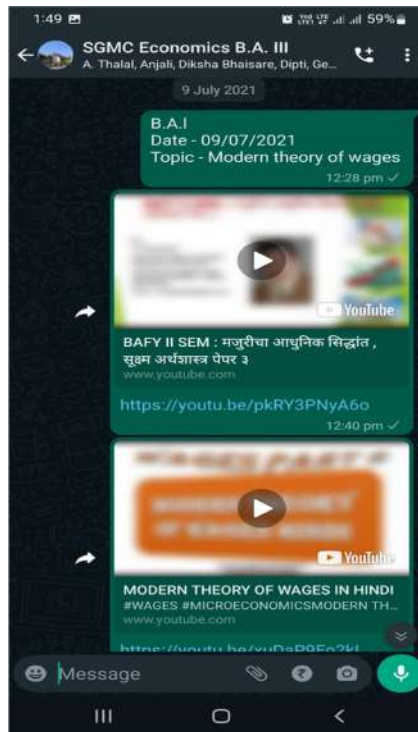 1:49
59%
SGMC Economics B.A. III
A. Thalal, Anjali, Diksha Bhaisare, Dipti, Ge...
9 July 2021
B.A.I
Date - 09/07/2021
Topic - Modern theory of wages
12:28 pm
YouTube
BAFY II SEM : मजुरीचा आधुनिक सिद्धांत ,
सूक्ष्म अर्थशास्त्र पेपर ३
www.youtube.com
https://youtu.be/pkRY3PNyA6o
12:40 pm
YouTube
MODERN THEORY OF WAGES IN HINDI
#WAGES #MICROECONOMICSMODERN TH...
www.youtube.com
Message